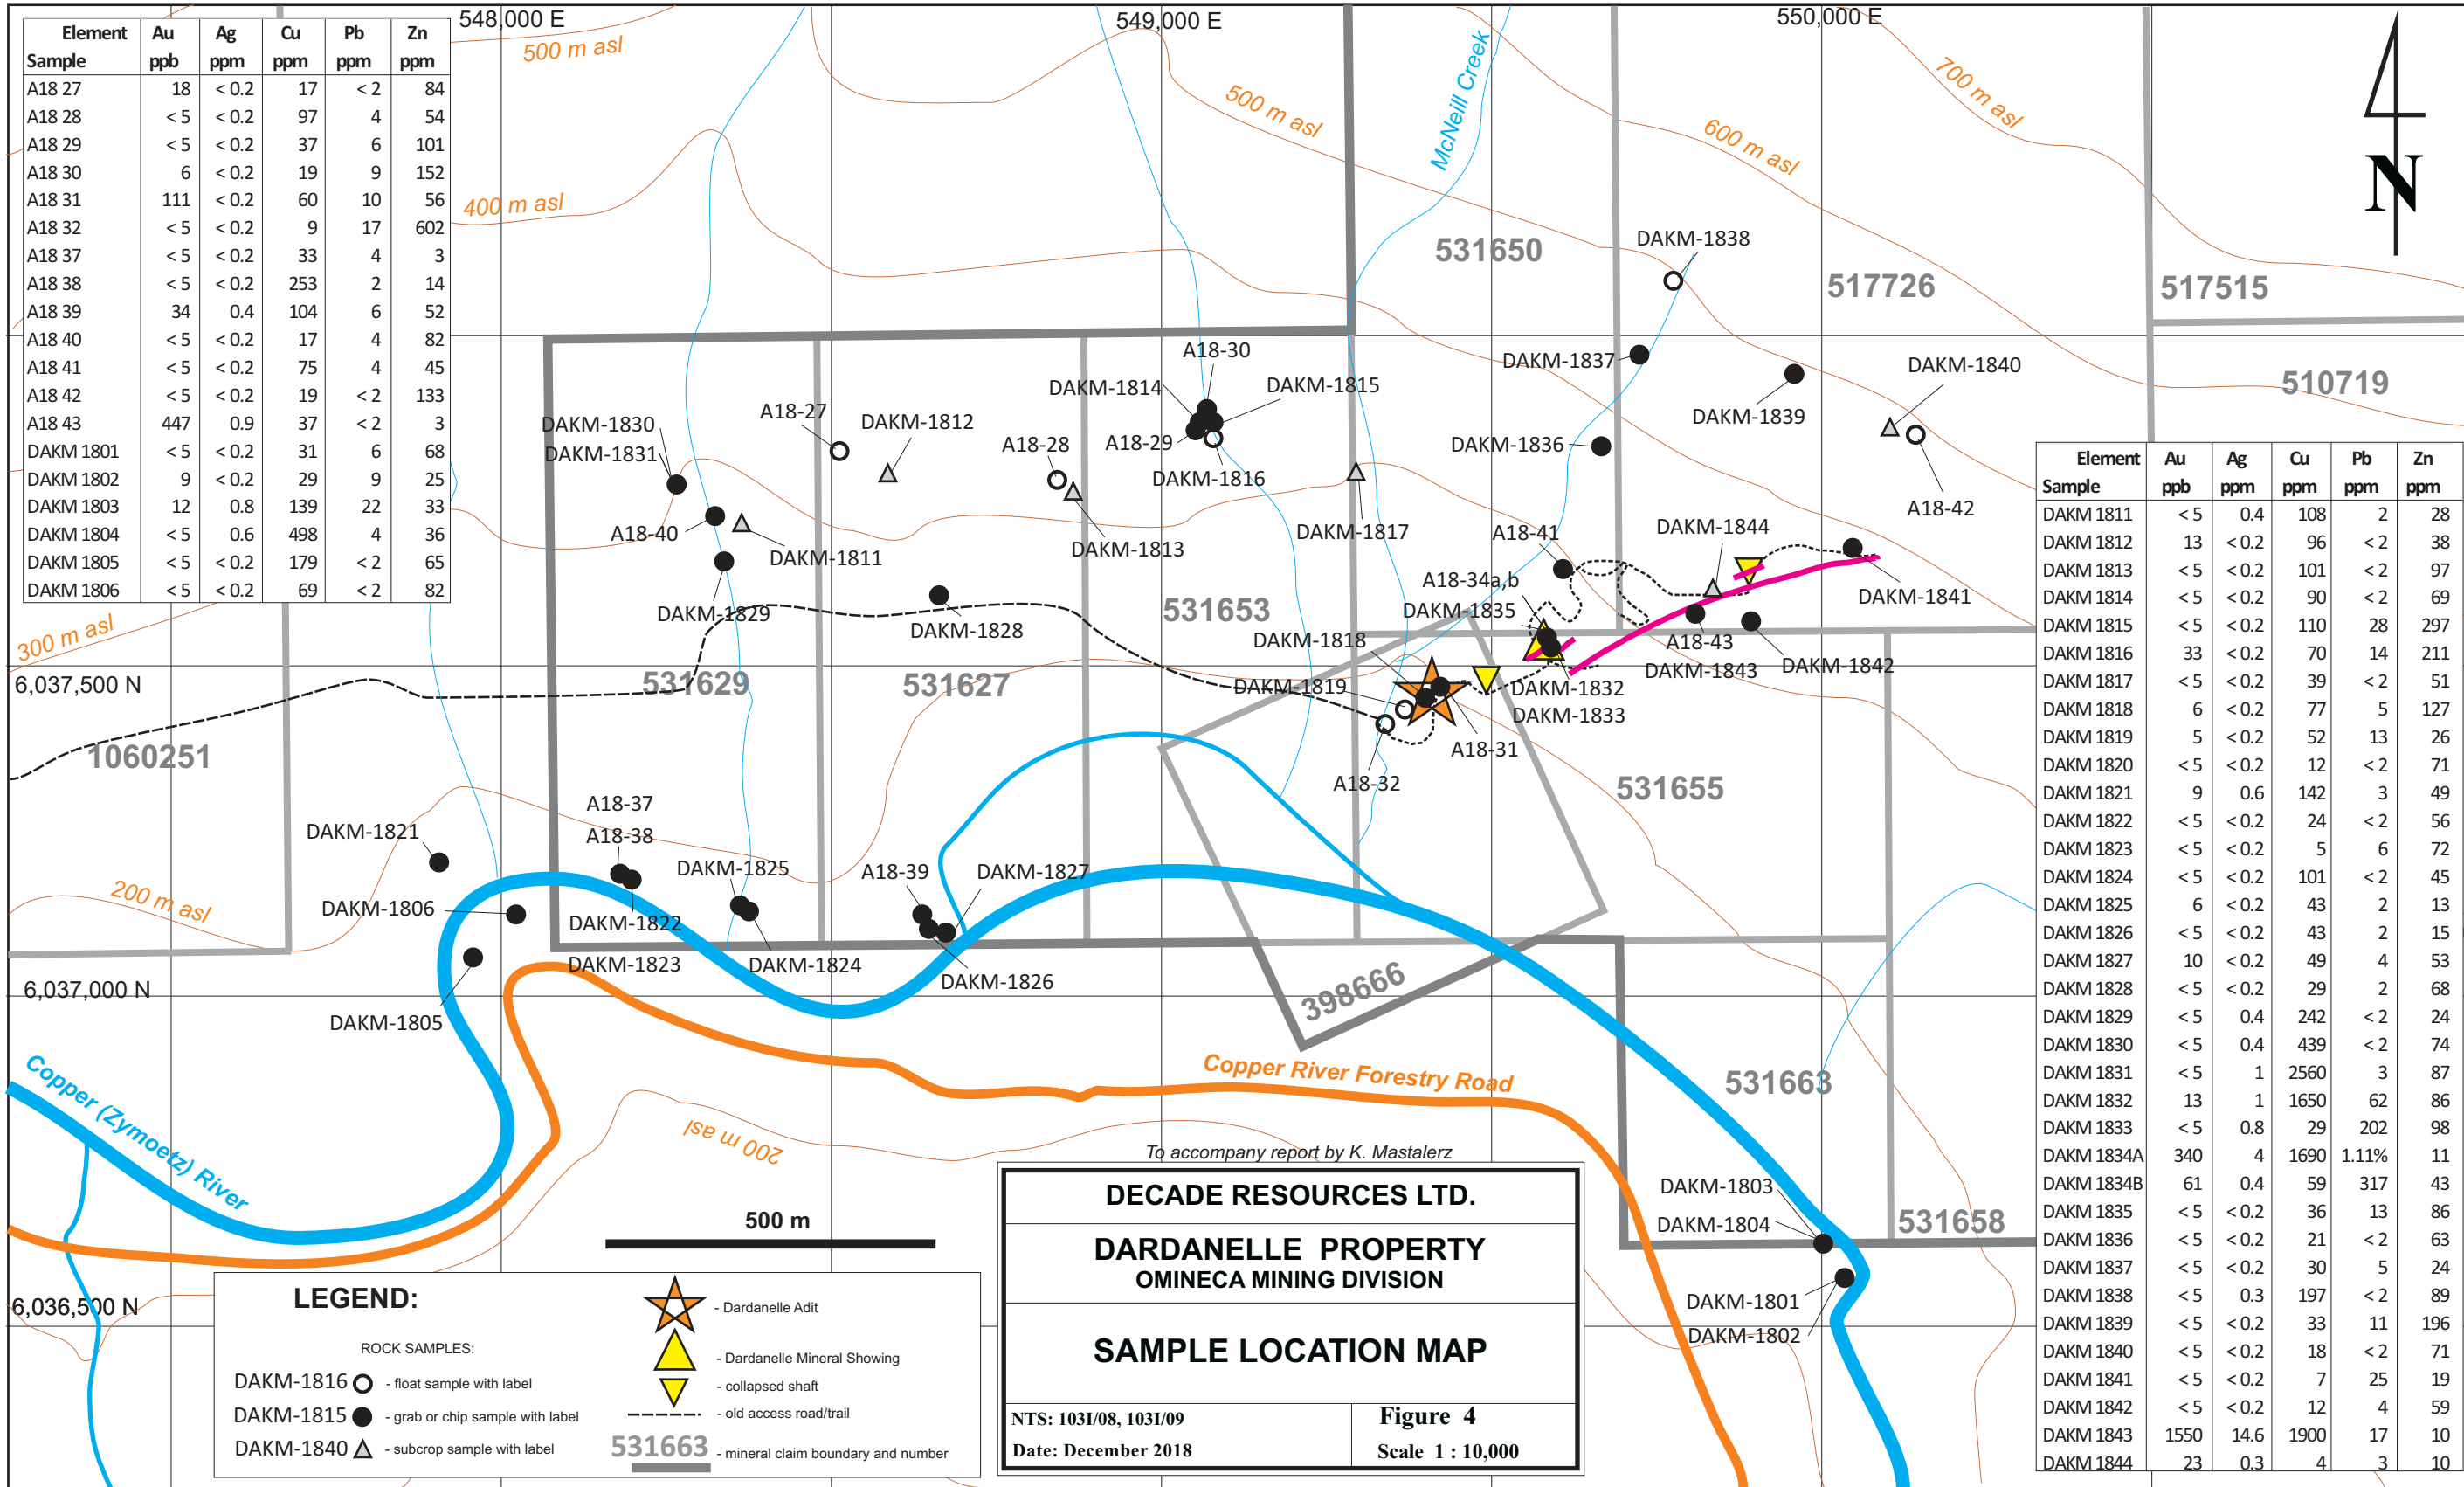 548,000 E
549,000 E
550,000 E
Element Au Ag Cu Pb Zn
Sample ppb ppm ppm ppm ppm
A18 27 18 < 0.2 17 < 2 84
A18 28 < 5 < 0.2 97 4 54
A18 29 < 5 < 0.2 37 6 101
A18 30 6 < 0.2 19 9 152
A18 31 111 < 0.2 60 10 56
A18 32 < 5 < 0.2 9 17 602
A18 37 < 5 < 0.2 33 4 3
A18 38 < 5 < 0.2 253 2 14
A18 39 34 0.4 104 6 52
A18 40 < 5 < 0.2 17 4 82
A18 41 < 5 < 0.2 75 4 45
A18 42 < 5 < 0.2 19 < 2 133
A18 43 447 0.9 37 < 2 3
DAKM 1801 < 5 < 0.2 31 6 68
DAKM 1802 9 < 0.2 29 9 25
DAKM 1803 12 0.8 139 22 33
DAKM 1804 < 5 0.6 498 4 36
DAKM 1805 < 5 < 0.2 179 < 2 65
DAKM 1806 < 5 < 0.2 69 < 2 82
500 m asl
400 m asl
500 m asl
McNeill Creek
600 m asl
700 m asl
N
531650
DAKM-1838
517726
517515
510719
A18-30
DAKM-1814
DAKM-1815
DAKM-1837
DAKM-1840
DAKM-1839
DAKM-1830
A18-27
DAKM-1812
A18-28
A18-29
DAKM-1836
DAKM-1831
DAKM-1816
A18-42
A18-40
DAKM-1811
DAKM-1813
DAKM-1817
A18-41
DAKM-1844
A18-34a,b
DAKM-1841
DAKM-1829
DAKM-1828
531653
DAKM-1835
DAKM-1818
A18-43
DAKM-1842
DAKM-1843
300 m asl
6,037,500 N
531629
531627
DAKM-1819
DAKM-1832
DAKM-1833
1060251
A18-31
A18-32
531655
A18-37
A18-38
DAKM-1821
DAKM-1825
A18-39
DAKM-1827
200 m asl
DAKM-1806
DAKM-1822
DAKM-1823
DAKM-1824
DAKM-1826
6,037,000 N
398666
DAKM-1805
Copper (Zymoetz) River
Copper River Forestry Road
531663
200 m asl
DAKM-1803
DAKM-1804
531658
DAKM-1801
DAKM-1802
6,036,500 N
500 m
Element Au Ag Cu Pb Zn
Sample ppb ppm ppm ppm ppm
DAKM 1811 < 5 0.4 108 2 28
DAKM 1812 13 < 0.2 96 < 2 38
DAKM 1813 < 5 < 0.2 101 < 2 97
DAKM 1814 < 5 < 0.2 90 < 2 69
DAKM 1815 < 5 < 0.2 110 28 297
DAKM 1816 33 < 0.2 70 14 211
DAKM 1817 < 5 < 0.2 39 < 2 51
DAKM 1818 6 < 0.2 77 5 127
DAKM 1819 5 < 0.2 52 13 26
DAKM 1820 < 5 < 0.2 12 < 2 71
DAKM 1821 9 0.6 142 3 49
DAKM 1822 < 5 < 0.2 24 < 2 56
DAKM 1823 < 5 < 0.2 5 6 72
DAKM 1824 < 5 < 0.2 101 < 2 45
DAKM 1825 6 < 0.2 43 2 13
DAKM 1826 < 5 < 0.2 43 2 15
DAKM 1827 10 < 0.2 49 4 53
DAKM 1828 < 5 < 0.2 29 2 68
DAKM 1829 < 5 0.4 242 < 2 24
DAKM 1830 < 5 0.4 439 < 2 74
DAKM 1831 < 5 1 2560 3 87
DAKM 1832 13 1 1650 62 86
DAKM 1833 < 5 0.8 29 202 98
DAKM 1834A 340 4 1690 1.11% 11
DAKM 1834B 61 0.4 59 317 43
DAKM 1835 < 5 < 0.2 36 13 86
DAKM 1836 < 5 < 0.2 21 < 2 63
DAKM 1837 < 5 < 0.2 30 5 24
DAKM 1838 < 5 0.3 197 < 2 89
DAKM 1839 < 5 < 0.2 33 11 196
DAKM 1840 < 5 < 0.2 18 < 2 71
DAKM 1841 < 5 < 0.2 7 25 19
DAKM 1842 < 5 < 0.2 12 4 59
DAKM 1843 1550 14.6 1900 17 10
DAKM 1844 23 0.3 4 3 10
LEGEND:
ROCK SAMPLES:
DAKM-1816 - float sample with label
DAKM-1815 - grab or chip sample with label
DAKM-1840 - subcrop sample with label
- Dardanelle Adit
- Dardanelle Mineral Showing
- collapsed shaft
- old access road/trail
531663 - mineral claim boundary and number
To accompany report by K. Mastalerz
DECADE RESOURCES LTD.
DARDANELLE PROPERTY
OMINECA MINING DIVISION
SAMPLE LOCATION MAP
NTS: 103I/08, 103I/09
Date: December 2018
Figure 4
Scale 1 : 10,000